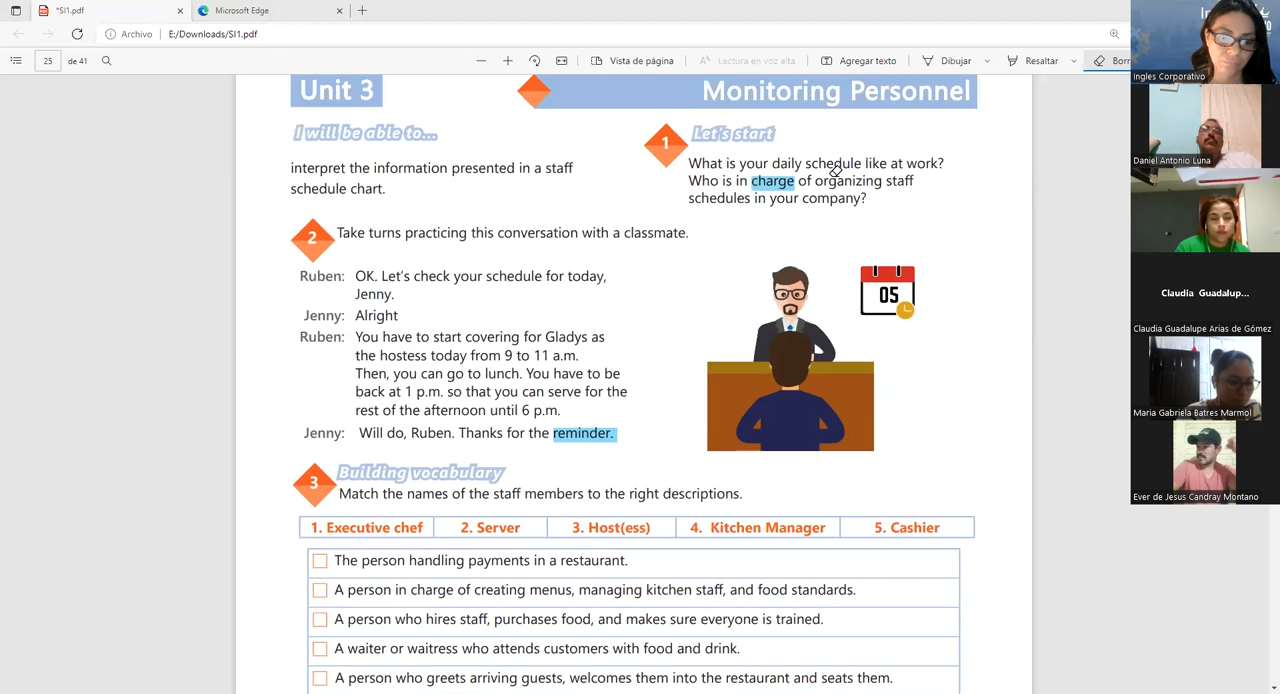 *SI1.pdf
Microsoft Edge
Archivo
E:/Downloads/SI1.pdf
25
de 41
Vista de página
Lectura en voz alta
Agregar texto
Dibujar
Resaltar
Borr
Unit 3
Monitoring Personnel
I will be able to...
interpret the information presented in a staff
schedule chart.
1
Let's start
What is your daily schedule like at work?
Who is in charge of organizing staff
schedules in your company?
2
Take turns practicing this conversation with a classmate.
Ruben: OK. Let's check your schedule for today,
Jenny.
Jenny: Alright
Ruben: You have to start covering for Gladys as
the hostess today from 9 to 11 a.m.
Then, you can go to lunch. You have to be
back at 1 p.m. so that you can serve for the
rest of the afternoon until 6 p.m.
Jenny: Will do, Ruben. Thanks for the reminder.
05
3
Building vocabulary
Match the names of the staff members to the right descriptions.
1. Executive chef
2. Server
3. Host(ess)
4. Kitchen Manager
5. Cashier
The person handling payments in a restaurant.
A person in charge of creating menus, managing kitchen staff, and food standards.
A person who hires staff, purchases food, and makes sure everyone is trained.
A waiter or waitress who attends customers with food and drink.
A person who greets arriving guests, welcomes them into the restaurant and seats them.
Ingles Corporativo
Daniel Antonio Luna
Claudia Guadalup...
Claudia Guadalupe Arias de Gómez
Maria Gabriela Batres Marmol
Ever de Jesus Candray Montano